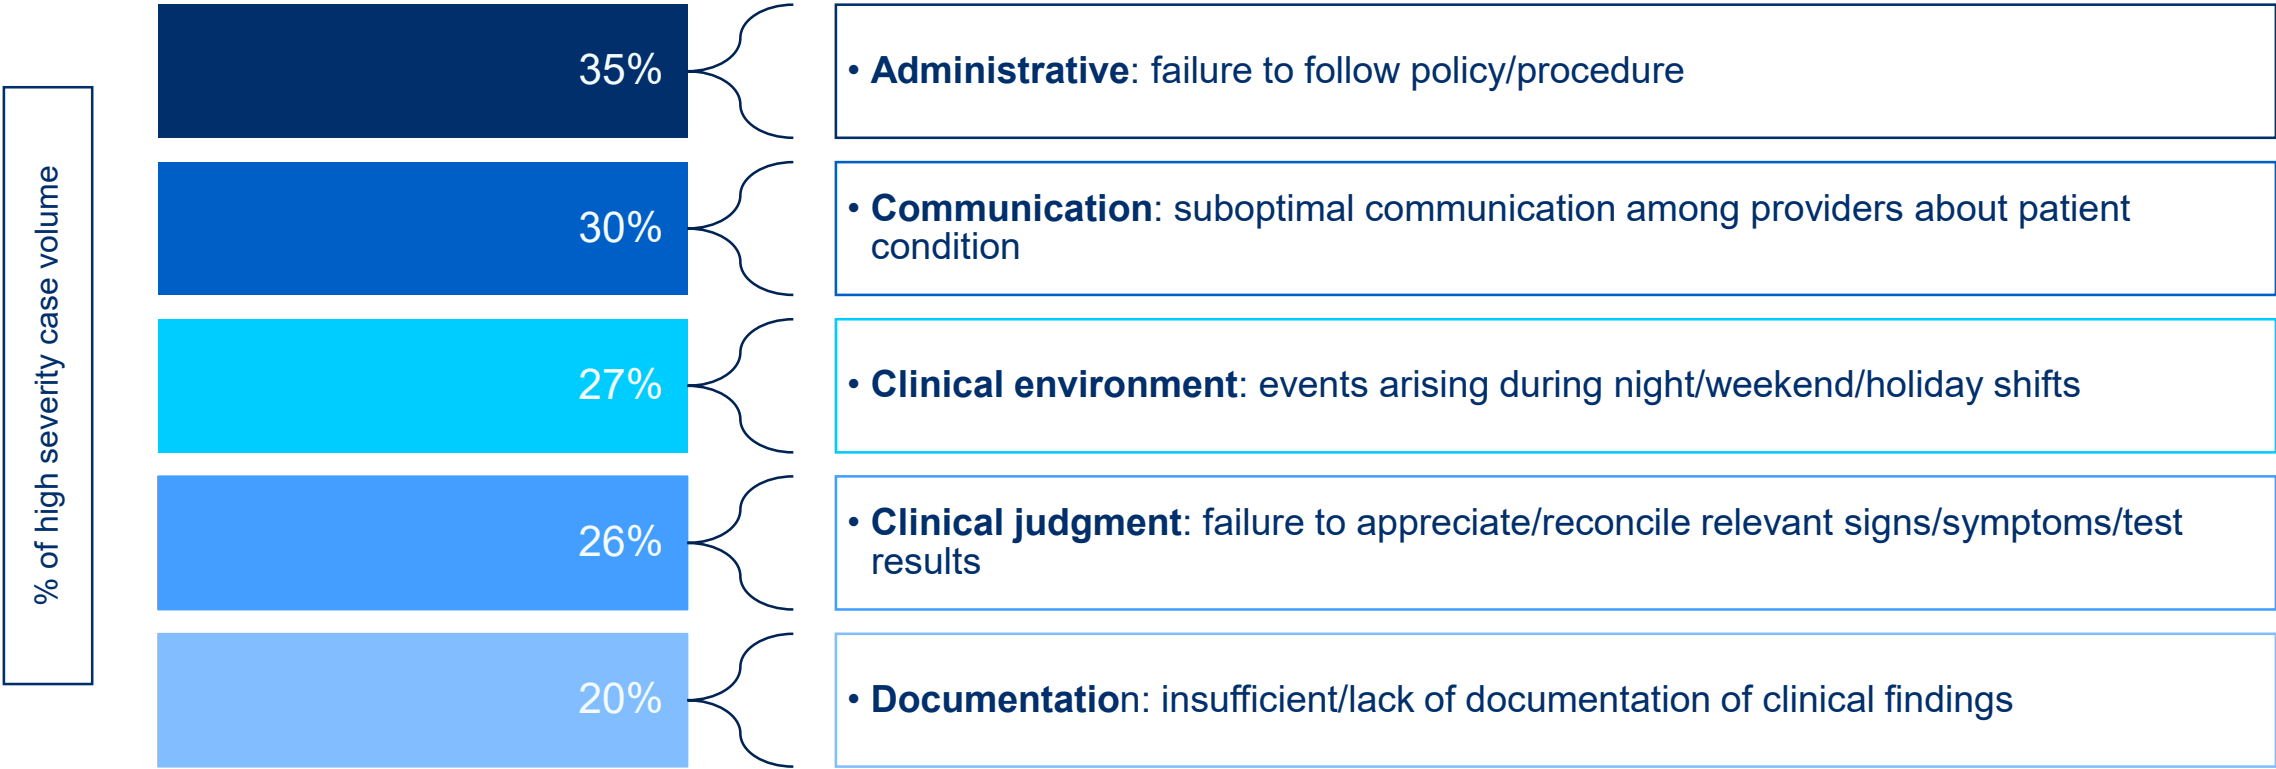 % of high severity case volume
35%
• Administrative: failure to follow policy/procedure
30%
• Communication: suboptimal communication among providers about patient
condition
27%
• Clinical environment: events arising during night/weekend/holiday shifts
26%
• Clinical judgment: failure to appreciate/reconcile relevant signs/symptoms/test
results
20%
• Documentation: insufficient/lack of documentation of clinical findings